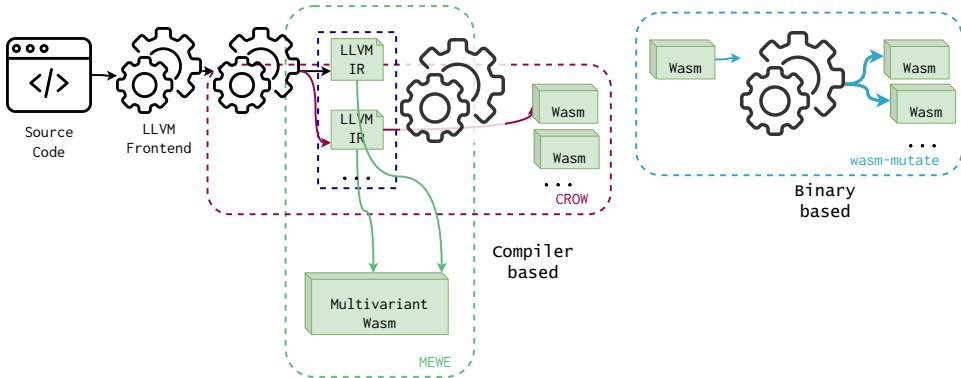 </>
Source
Code
LLVM
Frontend
LLVM
IR
LLVM
IR
...
Wasm
Wasm
...
CROW
Multivariant
Wasm
MEWE
Compiler
based
Wasm
Wasm
Wasm
...
wasm-mutate
Binary
based